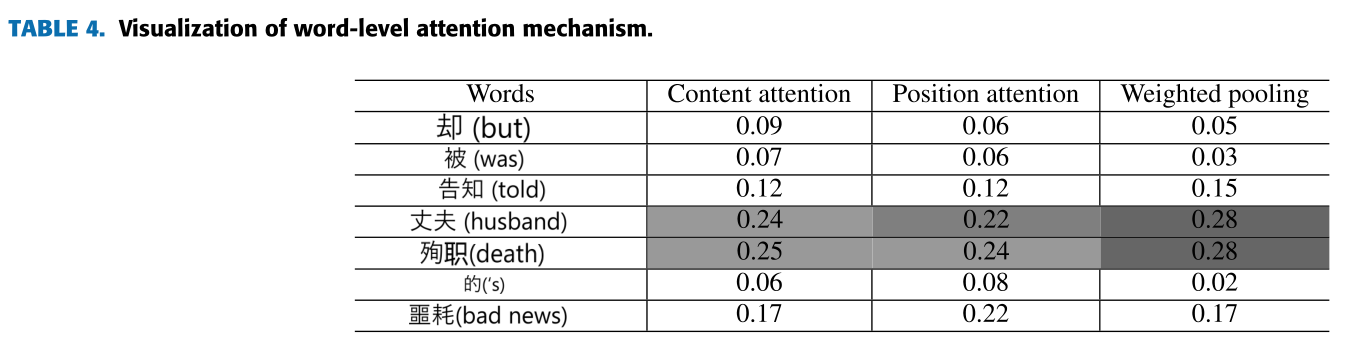 TABLE 4. Visualization of word-level attention mechanism.
Words Content attention Position attention Weighted pooling
却 (but) 0.09 0.06 0.05
被 (was) 0.07 0.06 0.03
告知 (told) 0.12 0.12 0.15
丈夫 (husband) 0.24 0.22 0.28
殉职(death) 0.25 0.24 0.28
的('s) 0.06 0.08 0.02
噩耗(bad news) 0.17 0.22 0.17